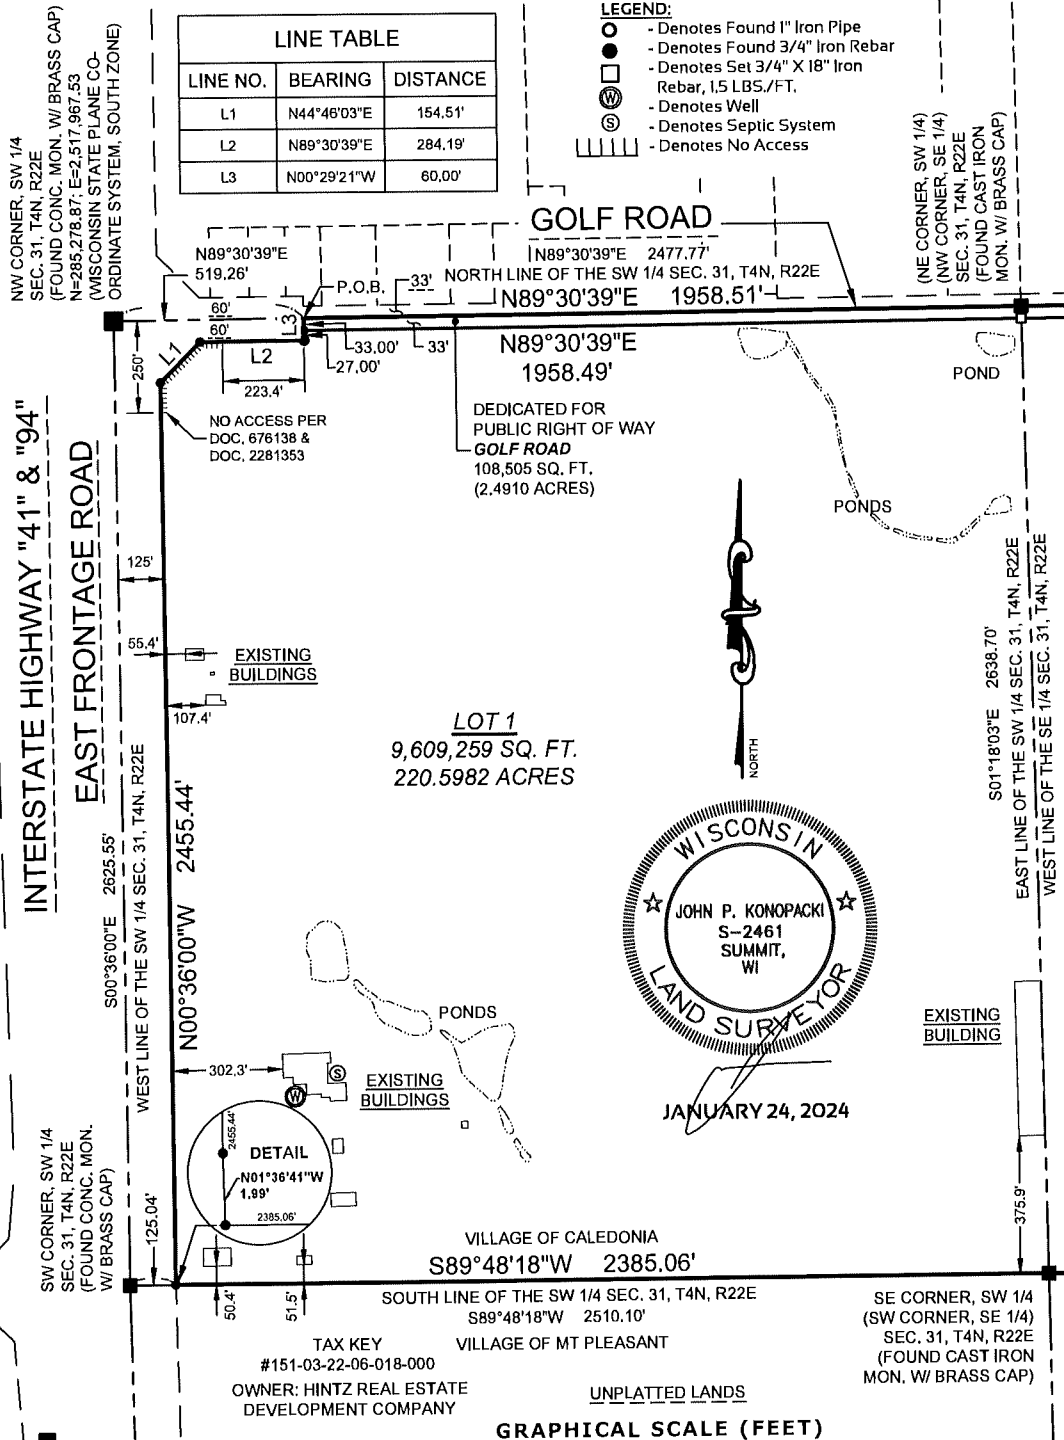 LINE TABLE
LINE NO. BEARING DISTANCE
L1 N44°46'03"E 154.51'
L2 N89°30'39"E 284.19'
L3 N00°29'21"W 60.00'
LEGEND:
- Denotes Found 1" Iron Pipe
- Denotes Found 3/4" Iron Rebar
- Denotes Set 3/4" X 18" Iron
Rebar, 1.5 LBS./FT.
W - Denotes Well
S - Denotes Septic System
- Denotes No Access
NW CORNER, SW 1/4
SEC. 31, T4N, R22E
(FOUND CONC. MON. W/ BRASS CAP)
N=285,278.87; E=2,517,967.53
(WISCONSIN STATE PLANE CO-
ORDINATE SYSTEM, SOUTH ZONE)
(NE CORNER, SW 1/4)
(NW CORNER, SE 1/4)
SEC. 31, T4N, R22E
(FOUND CAST IRON
MON. W/ BRASS CAP)
GOLF ROAD
N89°30'39"E
519.26'
N89°30'39"E 2477.77'
P.O.B.
33'
NORTH LINE OF THE SW 1/4 SEC. 31, T4N, R22E
N89°30'39"E 1958.51'
60'
60'
L3
L1
L2
33.00'
33'
27.00'
N89°30'39"E
1958.49'
250'
223.4'
POND
NO ACCESS PER
DOC. 676138 &
DOC. 2281353
DEDICATED FOR
PUBLIC RIGHT OF WAY
GOLF ROAD
108,505 SQ. FT.
(2.4910 ACRES)
PONDS
INTERSTATE HIGHWAY "41" & "94"
EAST FRONTAGE ROAD
125'
55.4'
EXISTING
BUILDINGS
107.4'
LOT 1
9,609,259 SQ. FT.
220.5982 ACRES
NORTH
S01°18'03"E 2638.70'
EAST LINE OF THE SW 1/4 SEC. 31, T4N, R22E
WEST LINE OF THE SE 1/4 SEC. 31, T4N, R22E
S00°36'00"E 2625.55'
WEST LINE OF THE SW 1/4 SEC. 31, T4N, R22E
N00°36'00"W 2455.44'
WISCONSIN
JOHN P. KONOPACKI
S-2461
SUMMIT,
WI
LAND SURVEYOR
JANUARY 24, 2024
PONDS
EXISTING
BUILDING
302.3'
S
W
EXISTING
BUILDINGS
DETAIL
2455.44'
N01°36'41"W
1.99'
2385.06'
375.9'
SW CORNER, SW 1/4
SEC. 31, T4N, R22E
(FOUND CONC. MON.
W/ BRASS CAP)
125.04'
VILLAGE OF CALEDONIA
S89°48'18"W 2385.06'
50.4'
51.5'
SOUTH LINE OF THE SW 1/4 SEC. 31, T4N, R22E
S89°48'18"W 2510.10'
VILLAGE OF MT PLEASANT
SE CORNER, SW 1/4
(SW CORNER, SE 1/4)
SEC. 31, T4N, R22E
(FOUND CAST IRON
MON. W/ BRASS CAP)
TAX KEY
#151-03-22-06-018-000
OWNER: HINTZ REAL ESTATE
DEVELOPMENT COMPANY
UNPLATTED LANDS
GRAPHICAL SCALE (FEET)